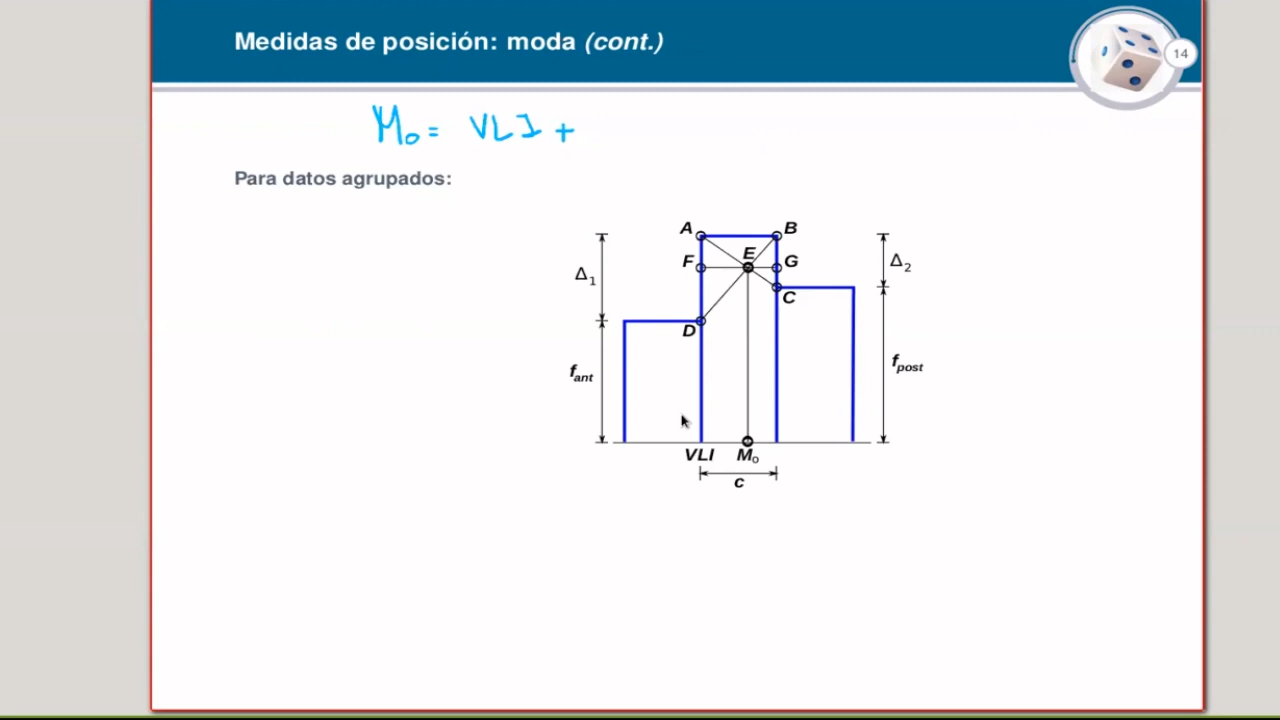 Medidas de posición: moda (cont.)
14
Mo = VLI +
Para datos agrupados:
A B
F E G
Δ1 Δ2
C
D
fant fpost
VLI Mo
c